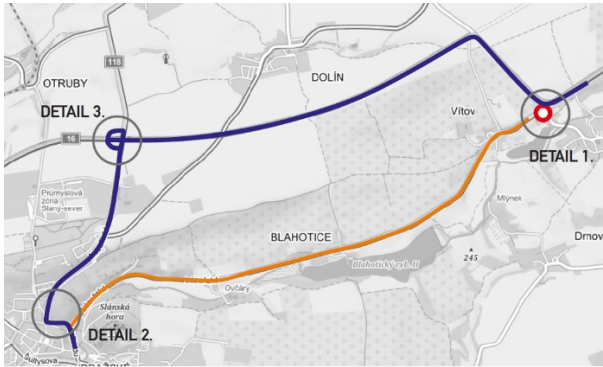 118
OTRUBY
DOLÍN
DETAIL 3.
Vítov
16
DETAIL 1.
Průmyslová
zóna
Slaný-sever
Mlýnek
Drnov
BLAHOTICE
245
Blahotický ryb. II
Ovčáry
Slánská
hora
DETAIL 2.
Šultysova